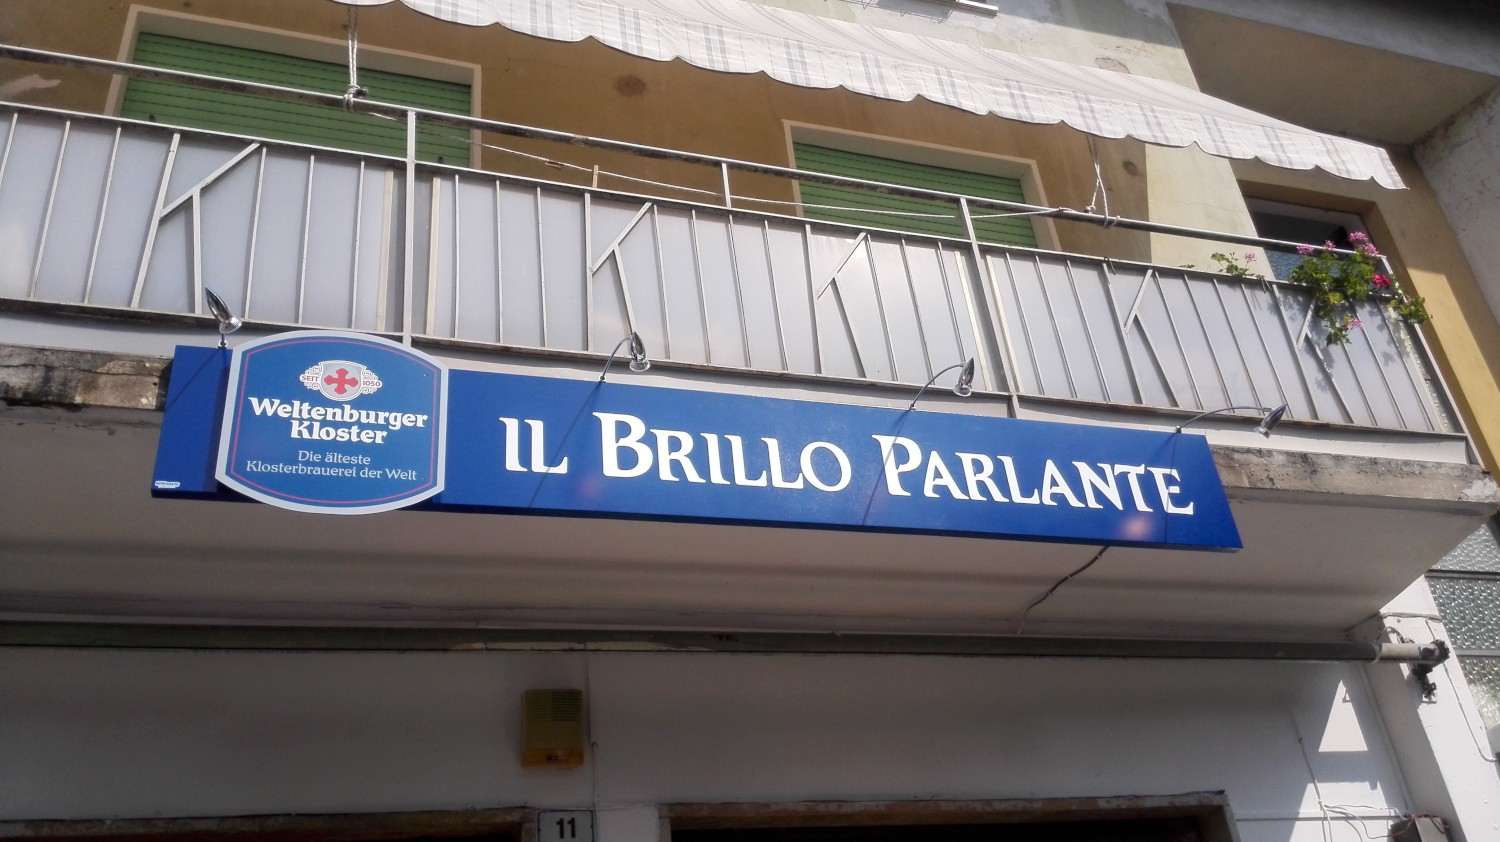 SEIT 1050
Weltenburger
Kloster
Die älteste
Klosterbrauerei der Welt
IL BRILLO PARLANTE
11